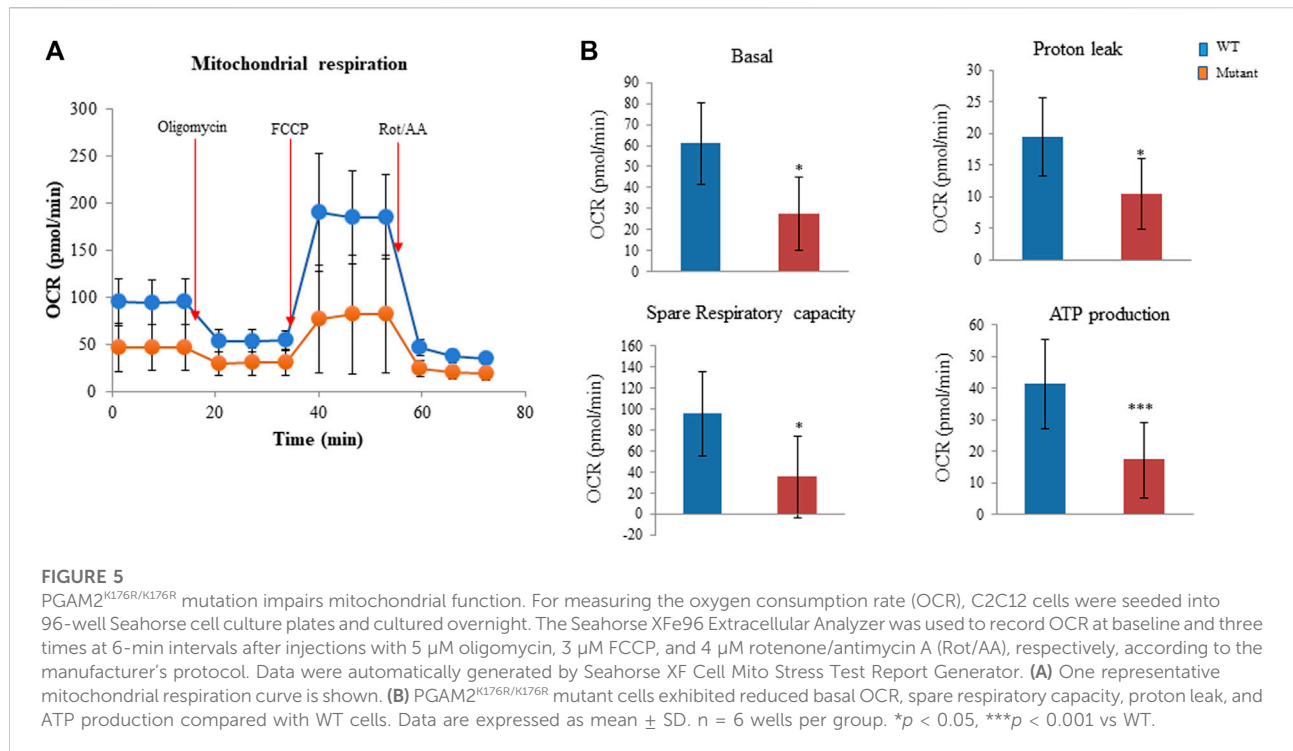 A
Mitochondrial respiration
OCR (pmol/min)
300
250
200
150
100
50
0
Oligomycin
FCCP
Rot/AA
0 20 40 60 80
Time (min)
B
WT
Mutant
Basal
OCR (pmol/min)
90
80
70
60
50
40
30
20
10
0
*
Proton leak
OCR (pmol/min)
30
25
20
15
10
5
0
*
Spare Respiratory capacity
OCR (pmol/min)
160
140
120
100
80
60
40
20
0
-20
*
ATP production
OCR (pmol/min)
60
50
40
30
20
10
0
***
FIGURE 5
PGAM2K176R/K176R mutation impairs mitochondrial function. For measuring the oxygen consumption rate (OCR), C2C12 cells were seeded into
96-well Seahorse cell culture plates and cultured overnight. The Seahorse XFe96 Extracellular Analyzer was used to record OCR at baseline and three
times at 6-min intervals after injections with 5 µM oligomycin, 3 µM FCCP, and 4 µM rotenone/antimycin A (Rot/AA), respectively, according to the
manufacturer's protocol. Data were automatically generated by Seahorse XF Cell Mito Stress Test Report Generator. (A) One representative
mitochondrial respiration curve is shown. (B) PGAM2K176R/K176R mutant cells exhibited reduced basal OCR, spare respiratory capacity, proton leak, and
ATP production compared with WT cells. Data are expressed as mean ± SD. n = 6 wells per group. *p < 0.05, ***p < 0.001 vs WT.